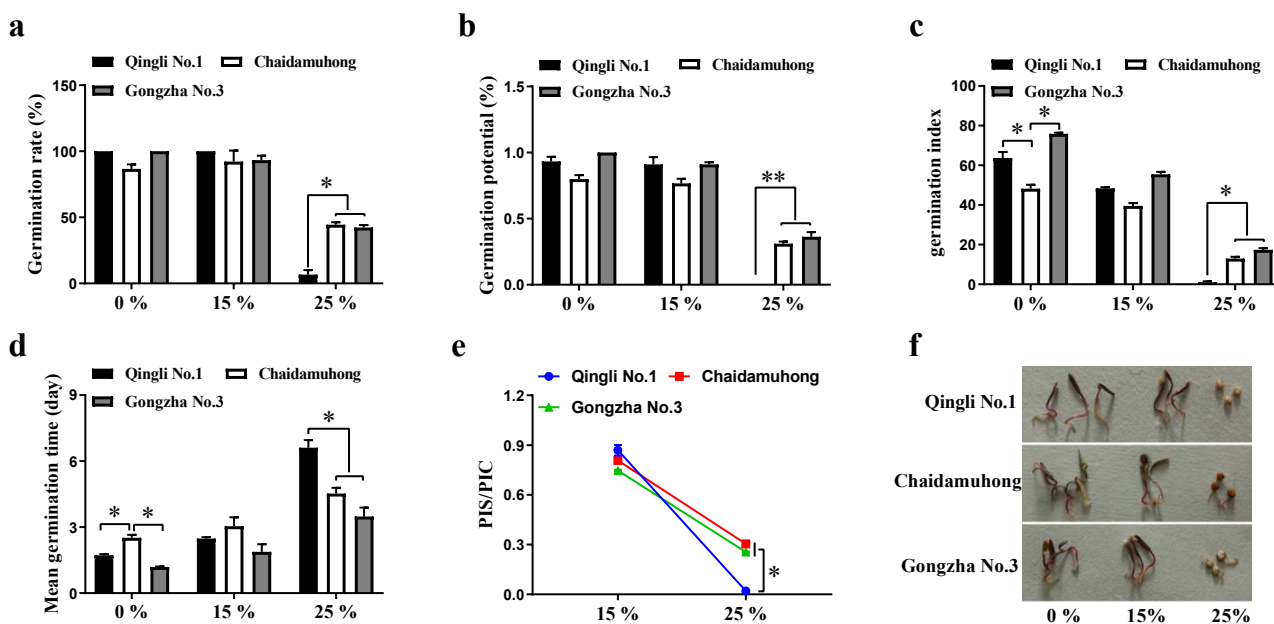 a
Qingli No.1 Chaidamuhong
Gongzha No.3
Germination rate (%)
150
100
50
0
*
0 % 15 % 25 %
b
Qingli No.1 Chaidamuhong
Gongzha No.3
Germination potential (%)
1.5
1.0
0.5
0.0
**
0 % 15 % 25 %
c
Qingli No.1 Chaidamuhong
Gongzha No.3
germination index
100
80
60
40
20
0
* *
*
0 % 15 % 25 %
d
Qingli No.1 Chaidamuhong
Gongzha No.3
Mean germination time (day)
9
6
3
0
* *
*
0 % 15 % 25 %
e
Qingli No.1 Chaidamuhong
Gongzha No.3
PIS/PIC
1.2
0.9
0.6
0.3
0.0
*
15 % 25 %
f
Qingli No.1
Chaidamuhong
Gongzha No.3
0 % 15% 25%